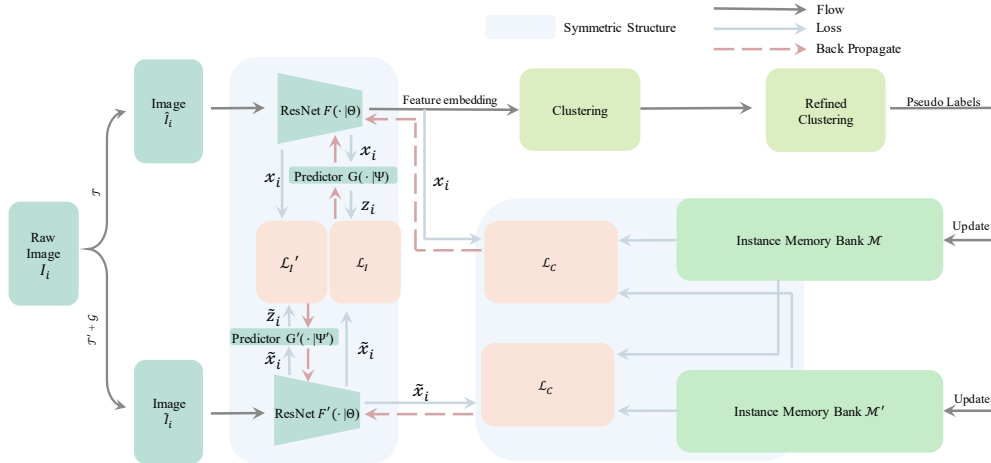 Flow
Symmetric Structure
Loss
Back Propagate
Image
Î_i
ResNet F(·|Θ)
Feature embedding
Clustering
Refined
Clustering
Pseudo Labels
𝒯
x_i
x_i
x_i
Predictor G(·|Ψ)
z_i
Raw
Image
I_i
ℒ_I′
ℒ_I
ℒ_C
Instance Memory Bank ℳ
Update
𝒯′ + 𝒢
z̃_i
Predictor G′(·|Ψ′)
x̃_i
x̃_i
x̃_i
Image
Ĩ_i
ResNet F′(·|Θ)
ℒ_C
Instance Memory Bank ℳ′
Update